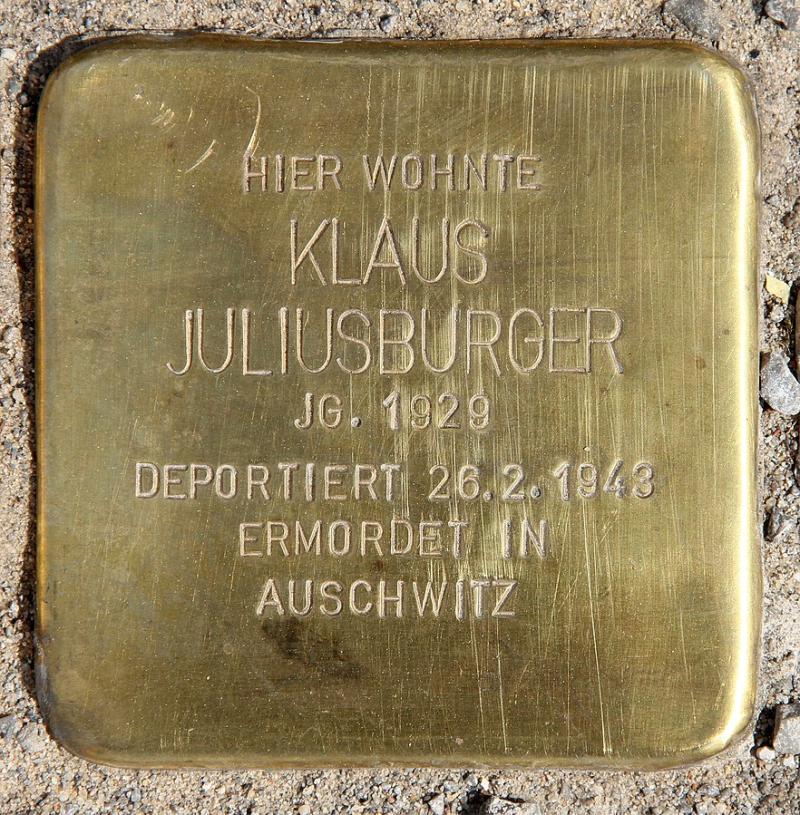 HIER WOHNTE
KLAUS
JULIUSBURGER
JG. 1929
DEPORTIERT 26.2.1943
ERMORDET IN
AUSCHWITZ